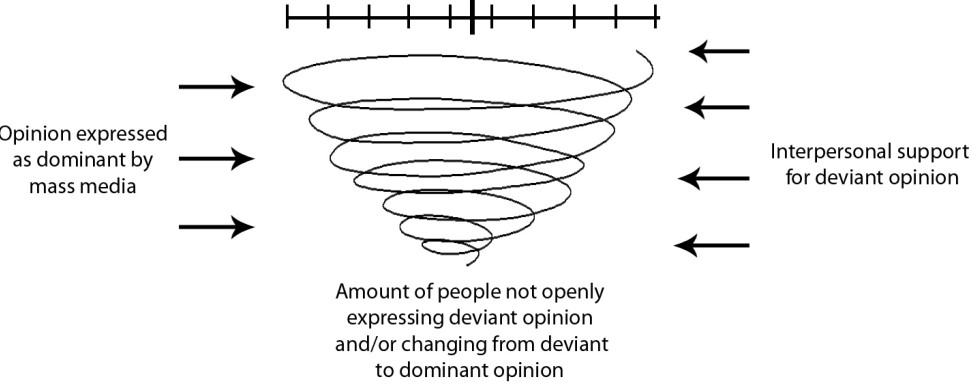 Opinion expressed
as dominant by
mass media
Interpersonal support
for deviant opinion
Amount of people not openly
expressing deviant opinion
and/or changing from deviant
to dominant opinion